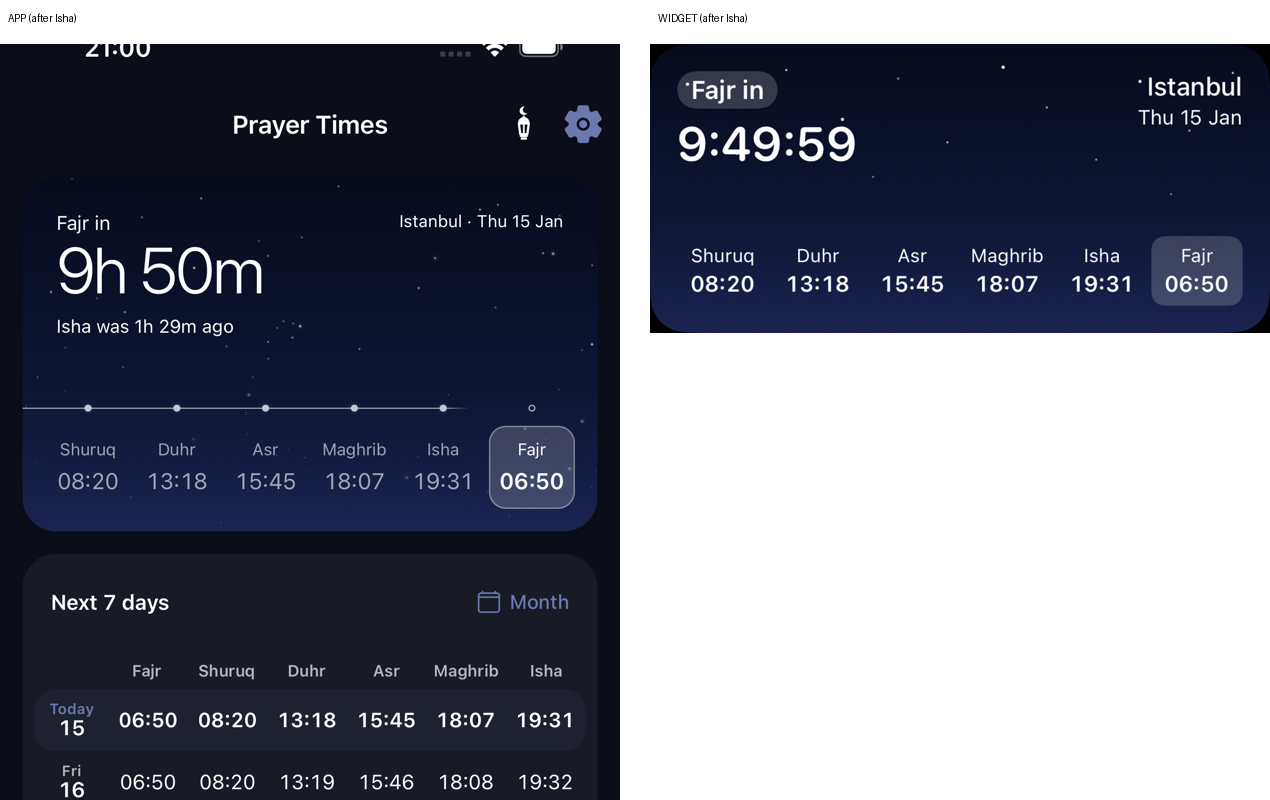 APP (after Isha)
21:00
Prayer Times
Fajr in
Istanbul · Thu 15 Jan
9h 50m
Isha was 1h 29m ago
Shuruq Duhr Asr Maghrib Isha Fajr
08:20 13:18 15:45 18:07 19:31 06:50
Next 7 days
Month
Fajr Shuruq Duhr Asr Maghrib Isha
Today
15 06:50 08:20 13:18 15:45 18:07 19:31
Fri
16 06:50 08:20 13:19 15:46 18:08 19:32
WIDGET (after Isha)
Fajr in
Istanbul
9:49:59
Thu 15 Jan
Shuruq Duhr Asr Maghrib Isha Fajr
08:20 13:18 15:45 18:07 19:31 06:50